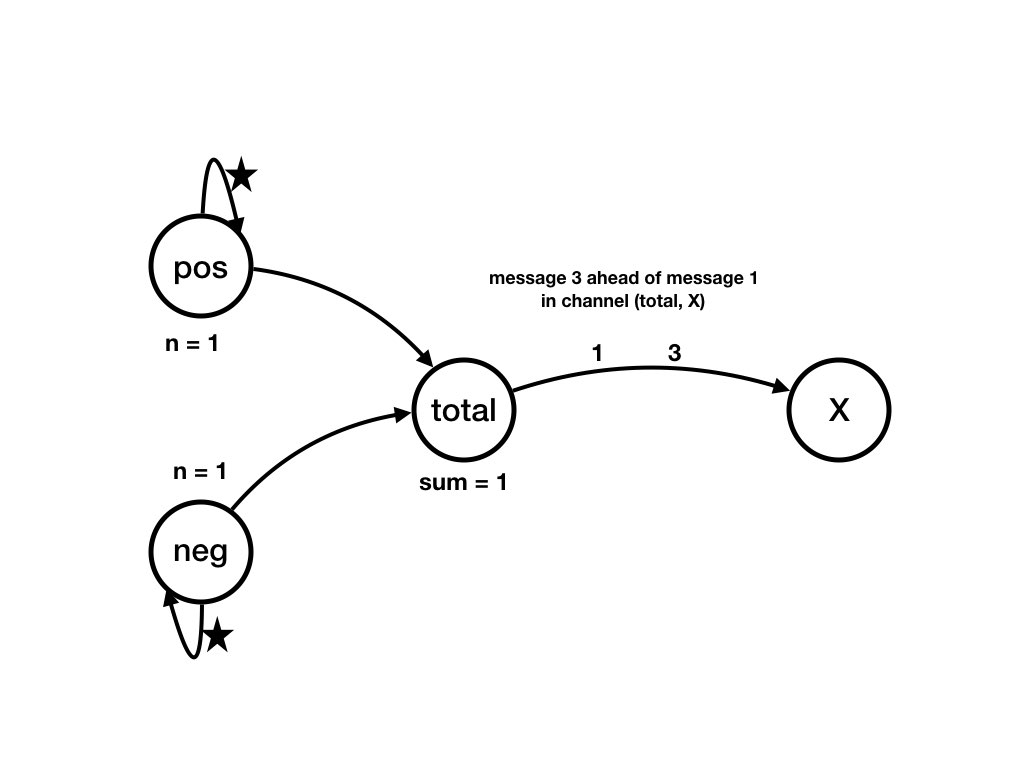 pos
n = 1
message 3 ahead of message 1
in channel (total, X)
1 3
total
X
sum = 1
n = 1
neg